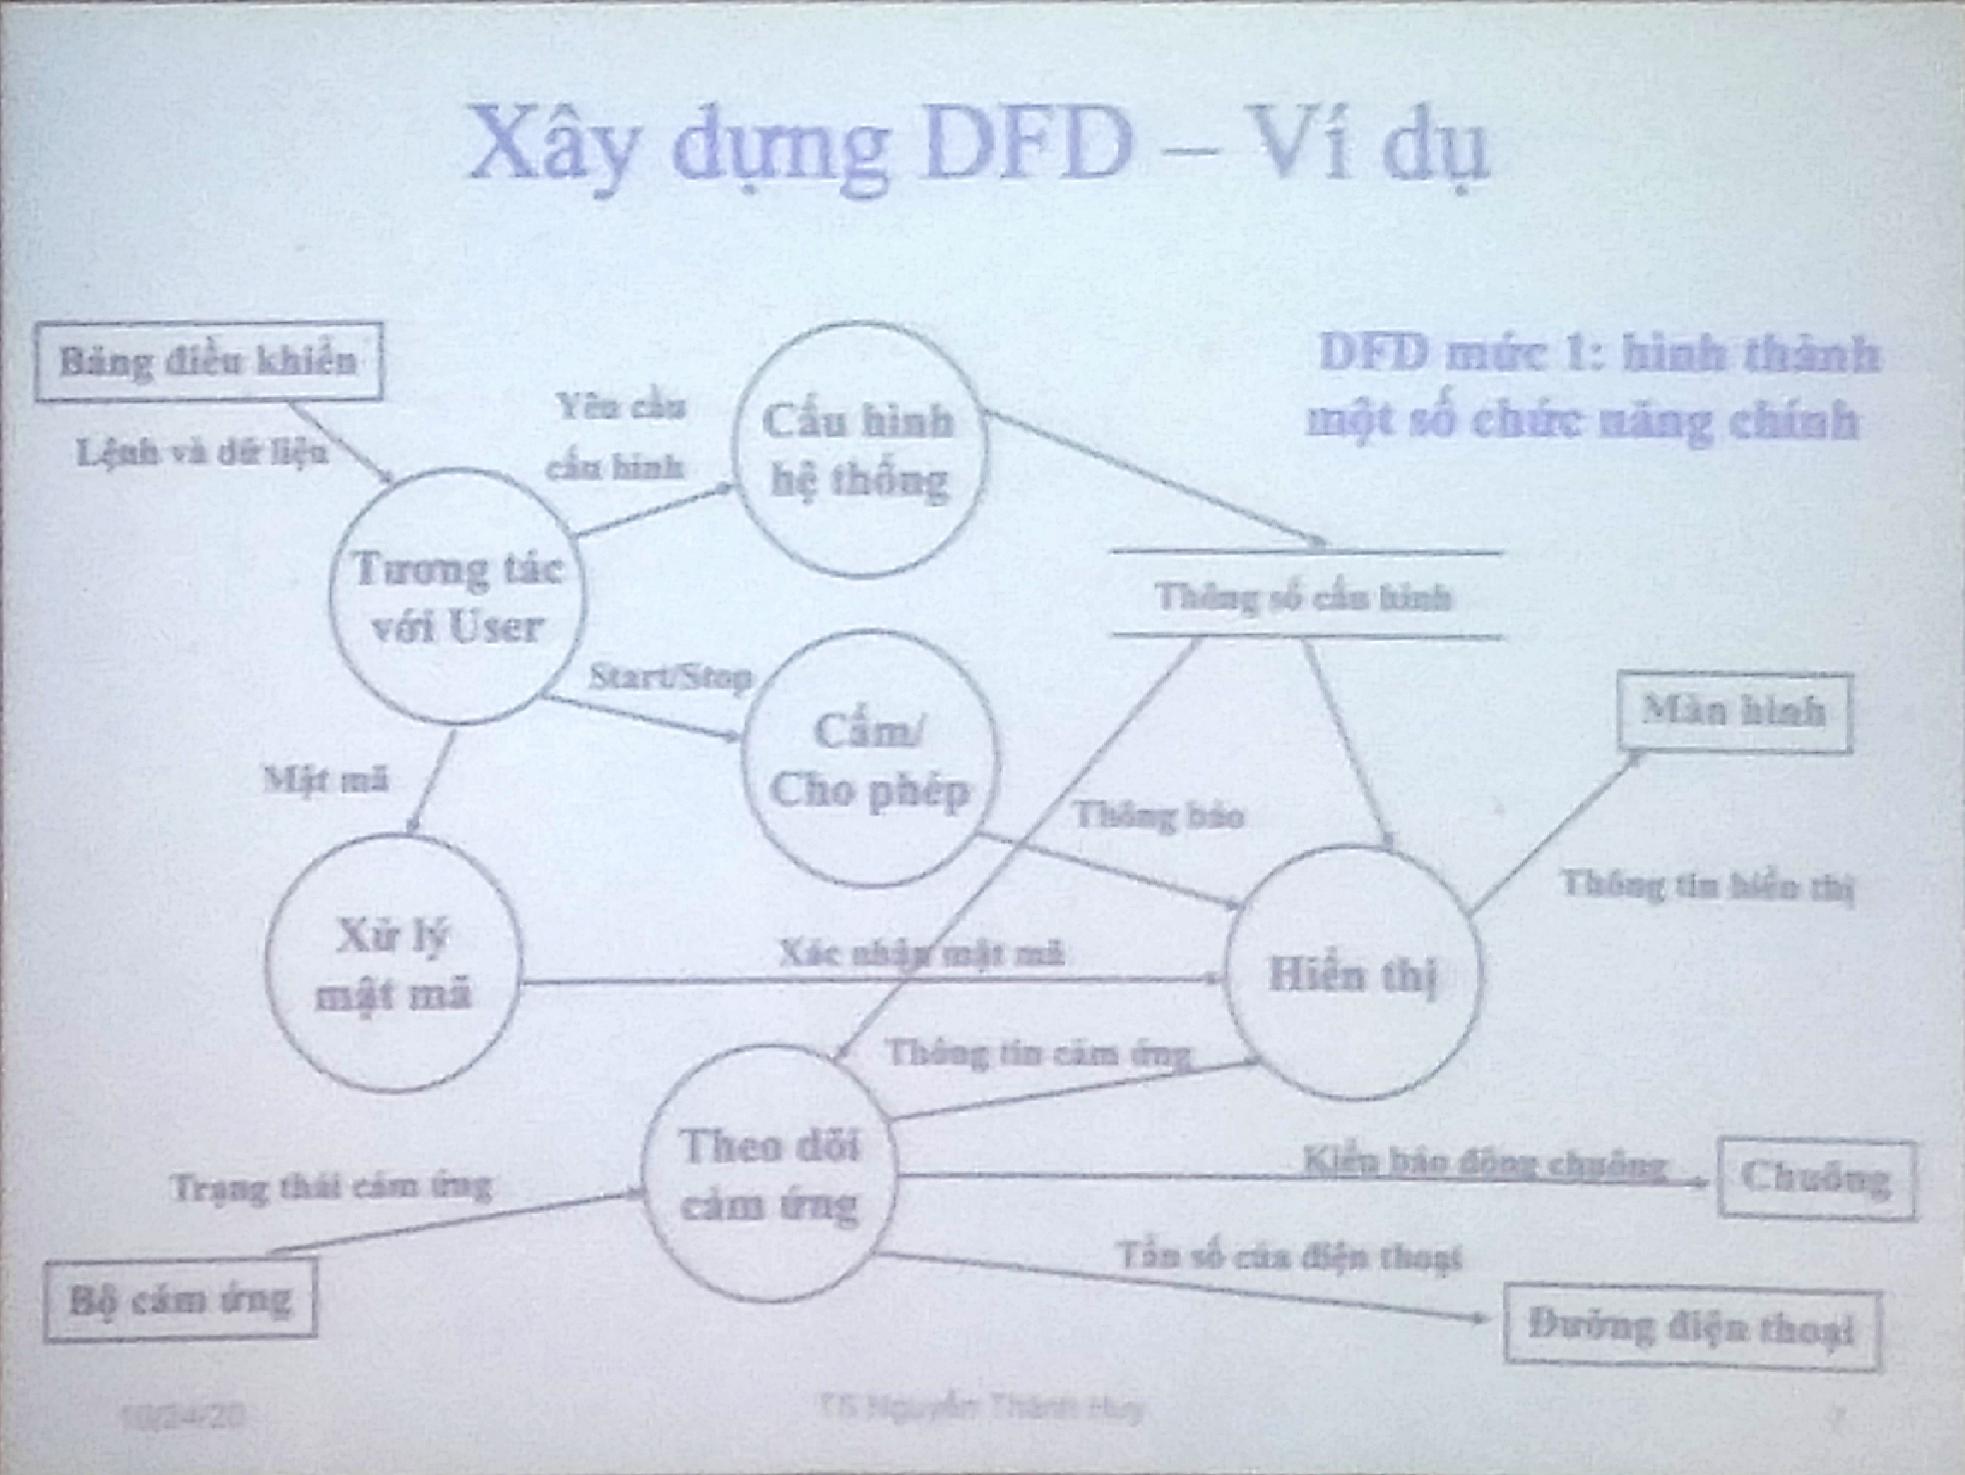 Xây dựng DFD – Ví dụ
DFD mức 1: hình thành
một số chức năng chính
Bảng điều khiển
Lệnh và dữ liệu
Yêu cầu
cấu hình
Cấu hình
hệ thống
Tương tác
với User
Thông số cấu hình
Start/Stop
Cấm/
Cho phép
Màn hình
Mật mã
Thông báo
Thông tin hiển thị
Xử lý
mật mã
Xác nhận mật mã
Hiển thị
Thông tin cảm ứng
Theo dõi
cảm ứng
Trạng thái cảm ứng
Kiểu báo động chuông
Chuông
Tần số của điện thoại
Bộ cảm ứng
Đường điện thoại
10/24/20
TS Nguyễn Thành Huy
7